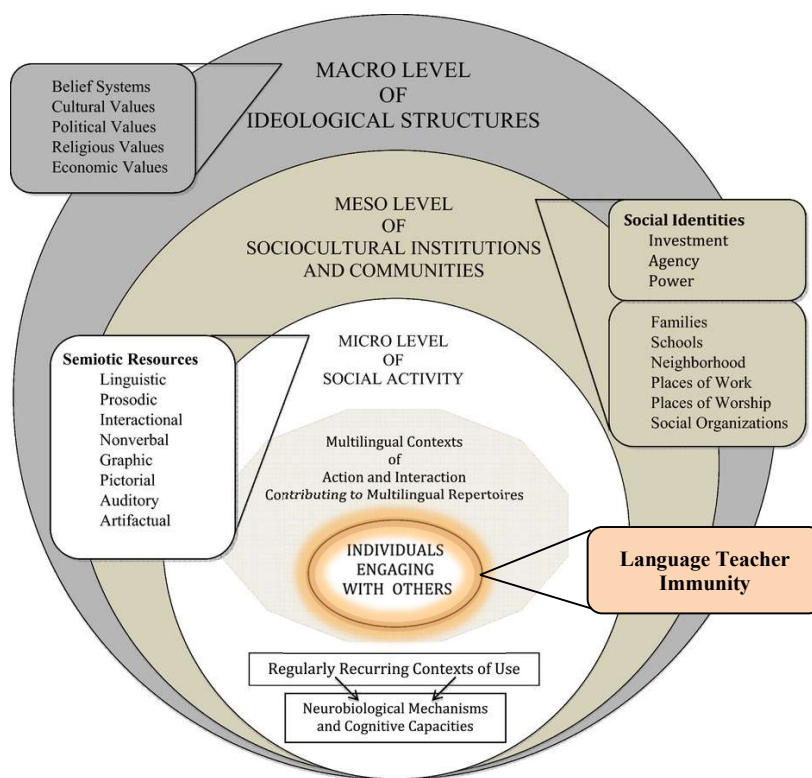 MACRO LEVEL
OF
IDEOLOGICAL STRUCTURES
Belief Systems
Cultural Values
Political Values
Religious Values
Economic Values
MESO LEVEL
OF
SOCIOCULTURAL INSTITUTIONS
AND COMMUNITIES
Social Identities
Investment
Agency
Power
Families
Schools
Neighborhood
Places of Work
Places of Worship
Social Organizations
MICRO LEVEL
OF
SOCIAL ACTIVITY
Semiotic Resources
Linguistic
Prosodic
Interactional
Nonverbal
Graphic
Pictorial
Auditory
Artifactual
Multilingual Contexts
of
Action and Interaction
Contributing to Multilingual Repertoires
INDIVIDUALS
ENGAGING
WITH OTHERS
Language Teacher
Immunity
Regularly Recurring Contexts of Use
Neurobiological Mechanisms
and Cognitive Capacities